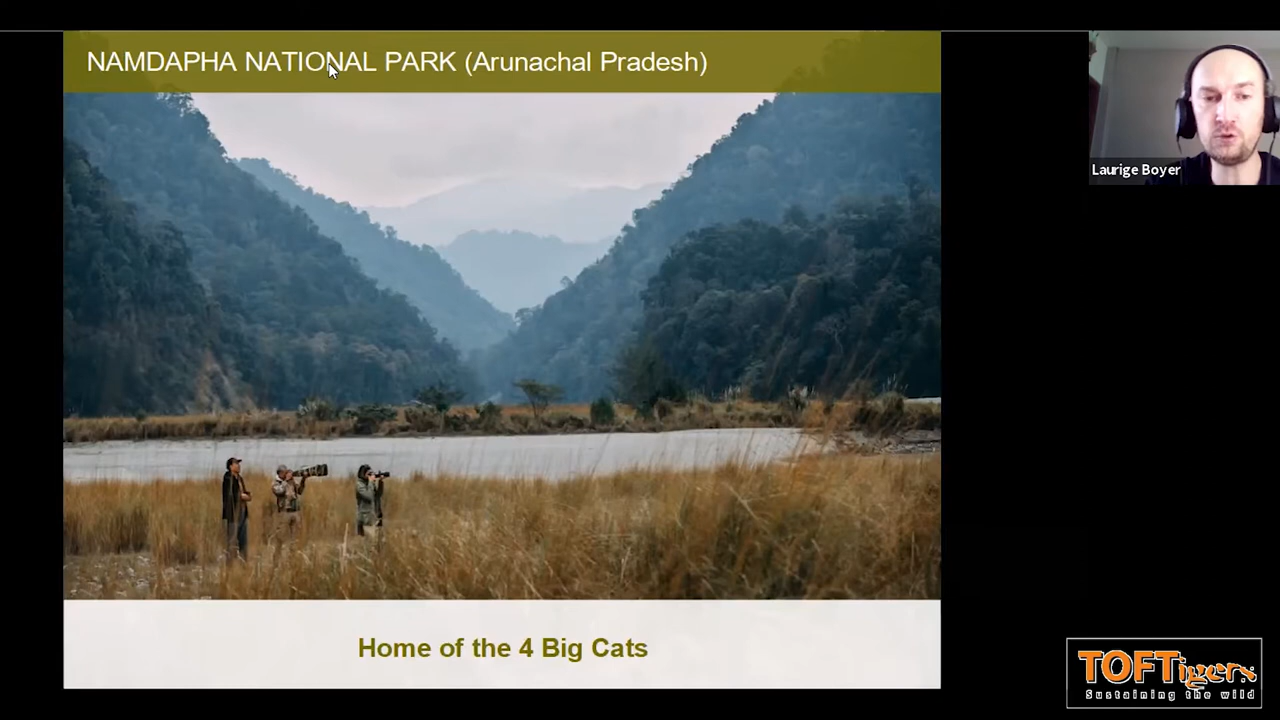 NAMDAPHA NATIONAL PARK (Arunachal Pradesh)
Laurige Boyer
Home of the 4 Big Cats
TOFTigers
Sustaining the wild